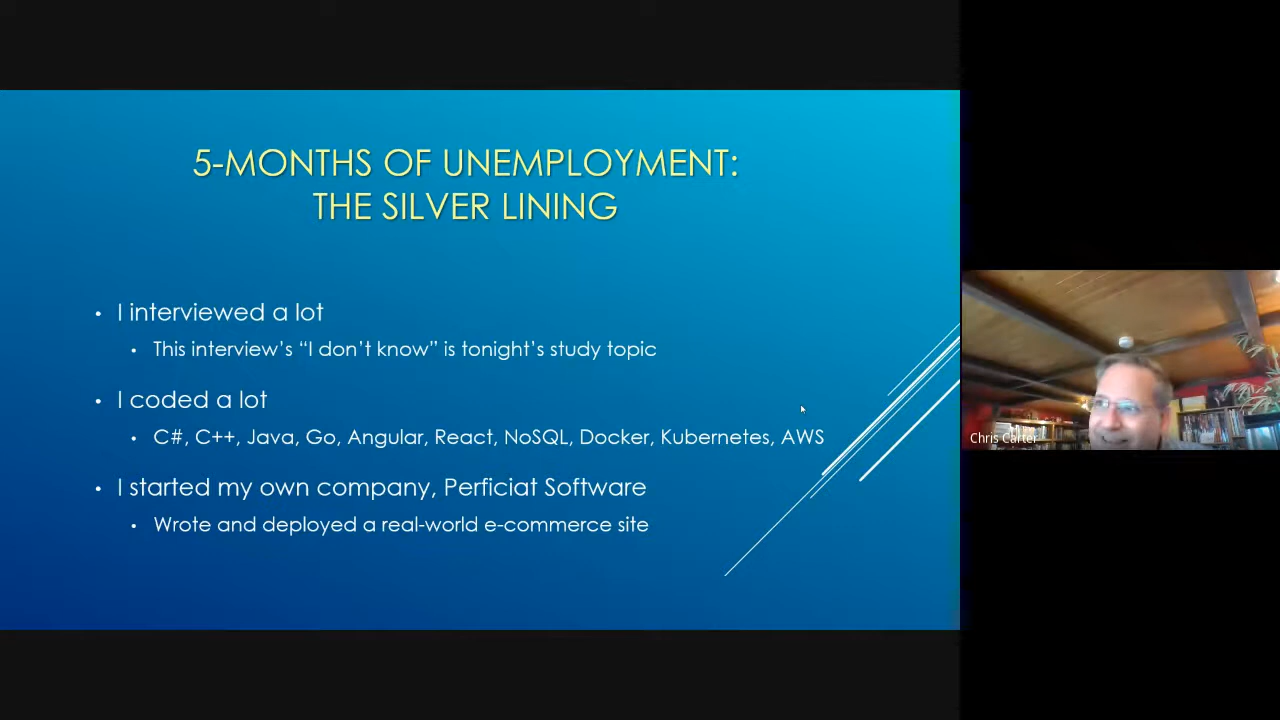 5-MONTHS OF UNEMPLOYMENT:
THE SILVER LINING
• I interviewed a lot
• This interview's “I don't know” is tonight's study topic
• I coded a lot
• C#, C++, Java, Go, Angular, React, NoSQL, Docker, Kubernetes, AWS
• I started my own company, Perficiat Software
• Wrote and deployed a real-world e-commerce site
Chris Carter